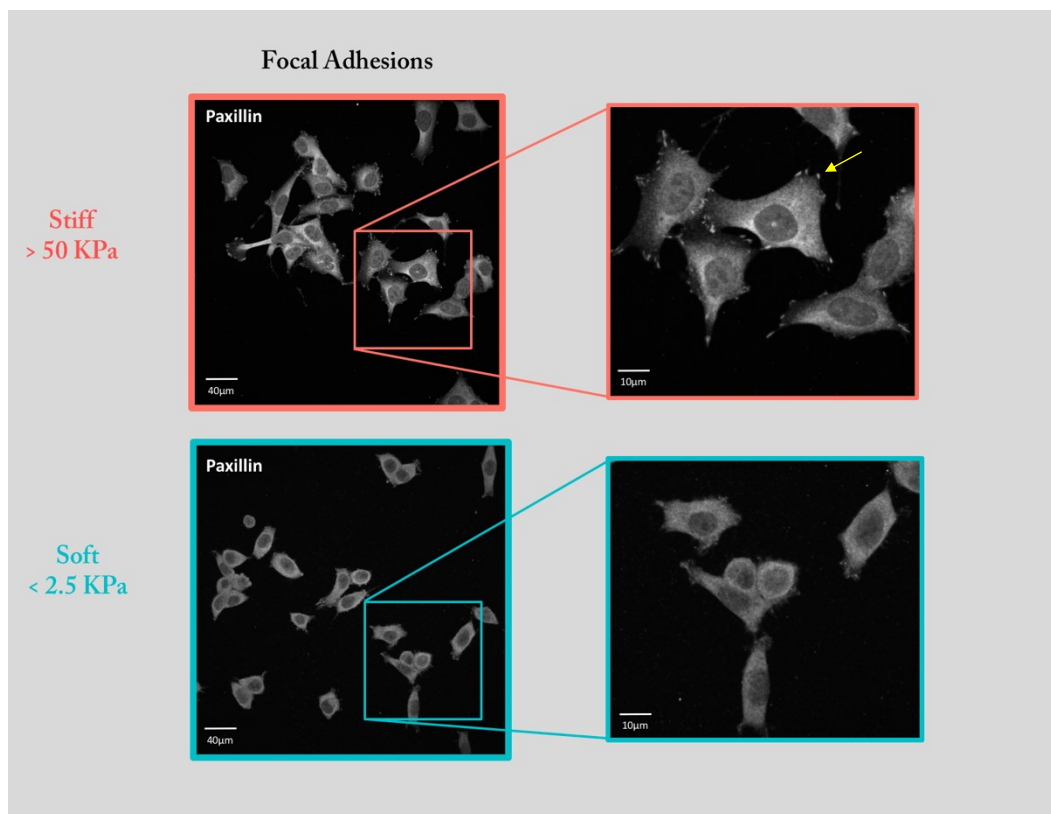 Focal Adhesions
Paxillin
Stiff
> 50 KPa
40µm
10µm
Paxillin
Soft
< 2.5 KPa
40µm
10µm